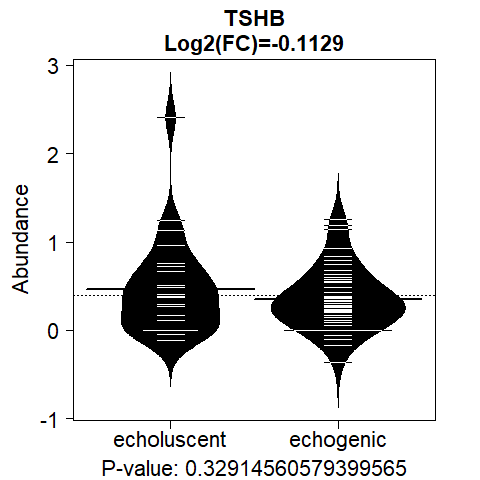 TSHB
Log2(FC)=-0.1129
3
2
1
0
-1
Abundance
echoluscent echogenic
P-value: 0.32914560579399565